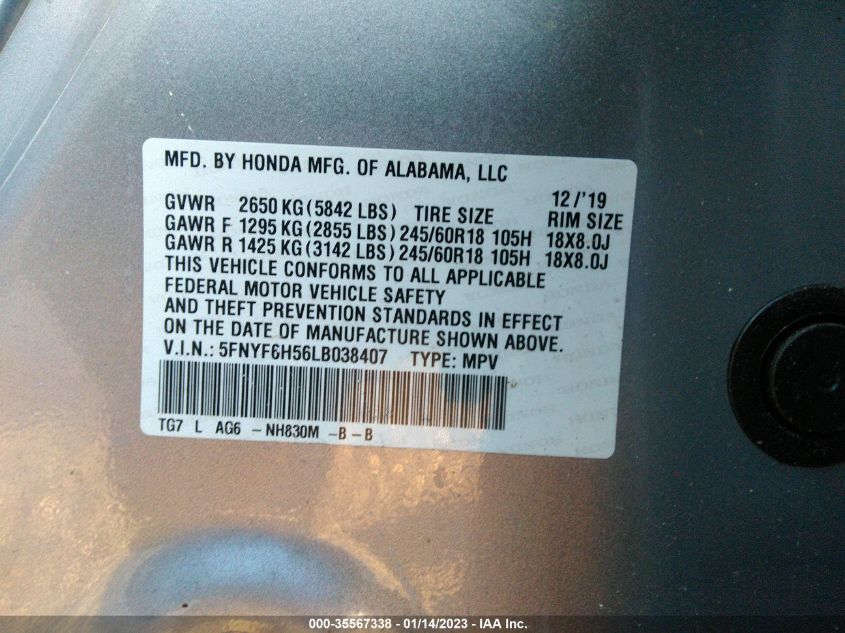 MFD. BY HONDA MFG. OF ALABAMA, LLC
12/'19
GVWR 2650 KG (5842 LBS) TIRE SIZE RIM SIZE
GAWR F 1295 KG (2855 LBS) 245/60R18 105H 18X8.0J
GAWR R 1425 KG (3142 LBS) 245/60R18 105H 18X8.0J
THIS VEHICLE CONFORMS TO ALL APPLICABLE
FEDERAL MOTOR VEHICLE SAFETY
AND THEFT PREVENTION STANDARDS IN EFFECT
ON THE DATE OF MANUFACTURE SHOWN ABOVE.
V.I.N.: 5FNYF6H56LB038407 TYPE: MPV
TG7 L AG6 - NH830M - B - B
000-35567338 - 01/14/2023 - IAA Inc.